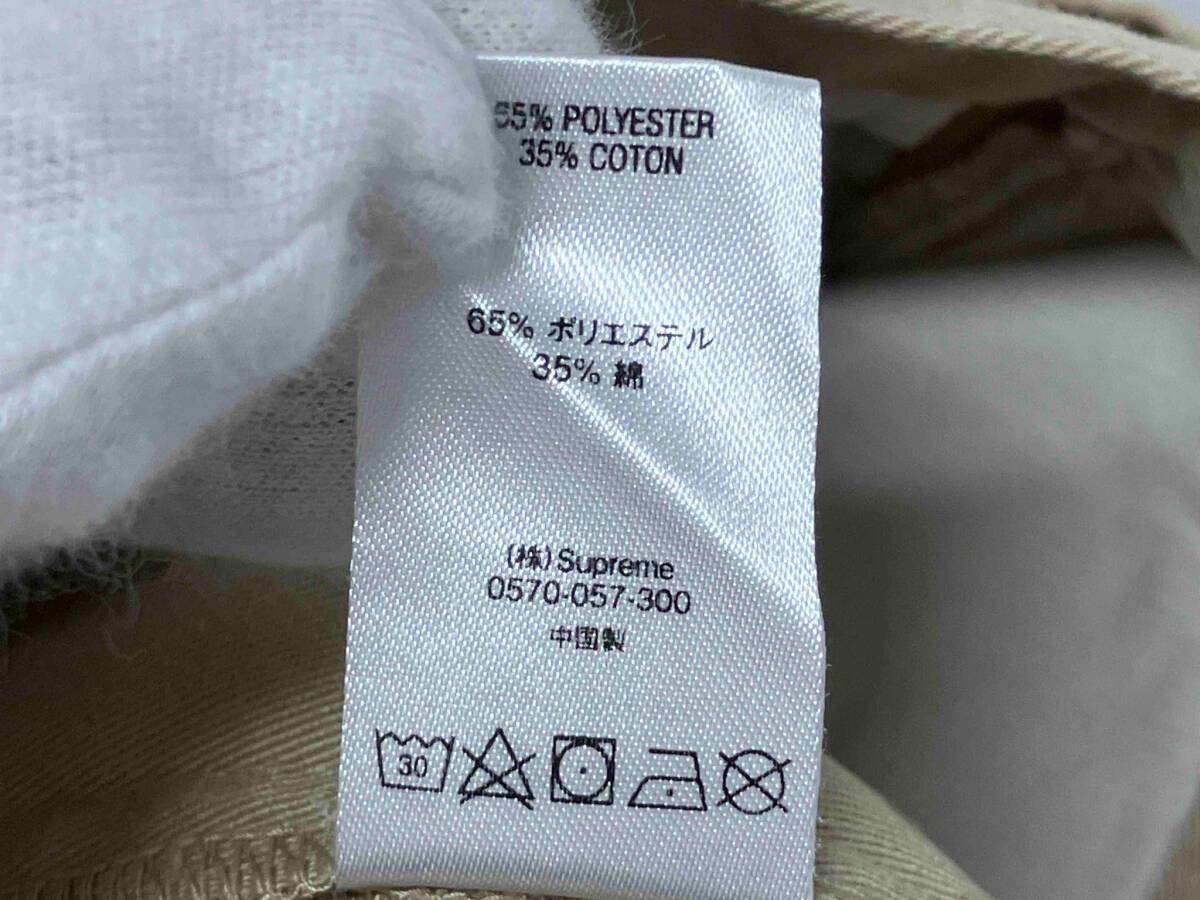 65% POLYESTER
35% COTON
65% ポリエステル
35% 綿
(株)Supreme
0570-057-300
中国製
30